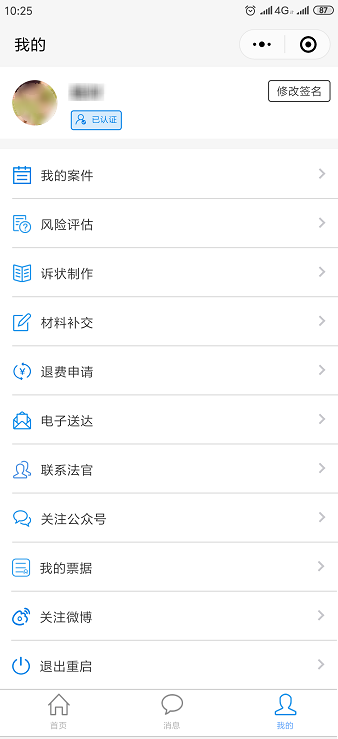 10:25
4G
87
我的
修改签名
已认证
我的案件
风险评估
诉状制作
材料补交
退费申请
电子送达
联系法官
关注公众号
我的票据
关注微博
退出重启
首页
消息
我的